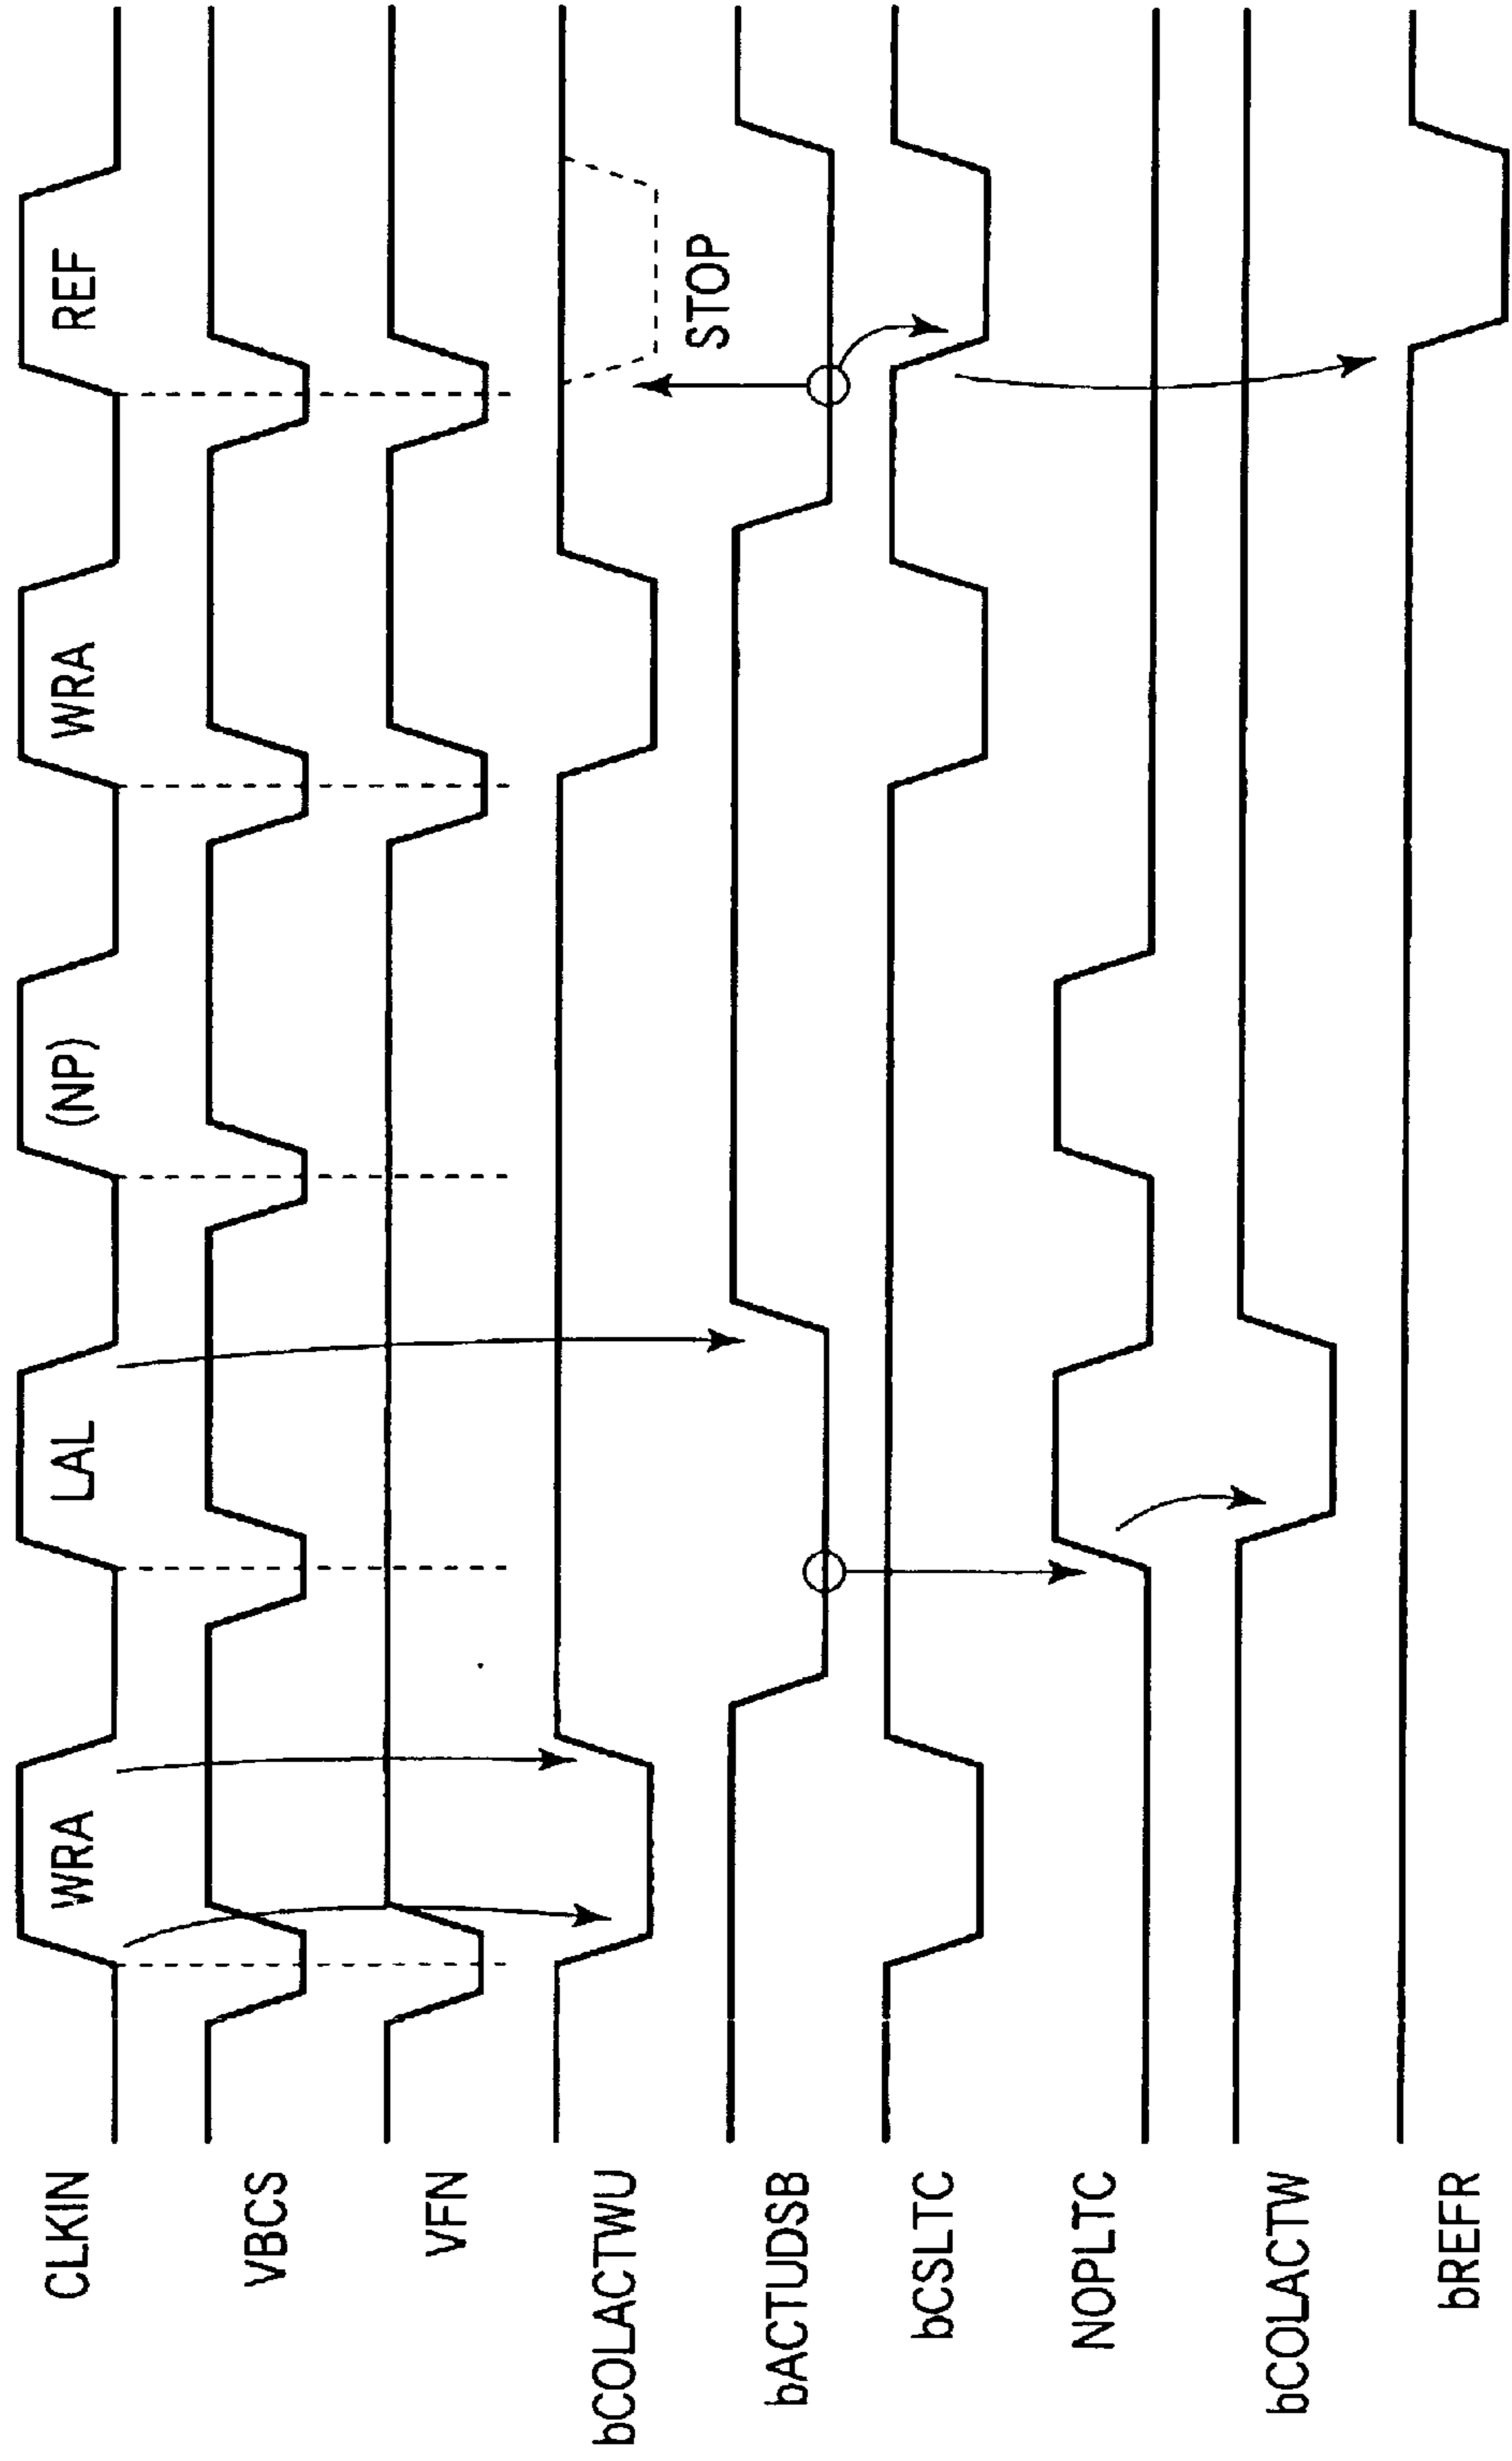 CLKIN
WRA
LAL
(NP)
WRA
REF
VBCS
VFN
bCOLACTWU
STOP
bACTUDSB
bCSLTC
NOPLTC
bCOLACTW
bREFR